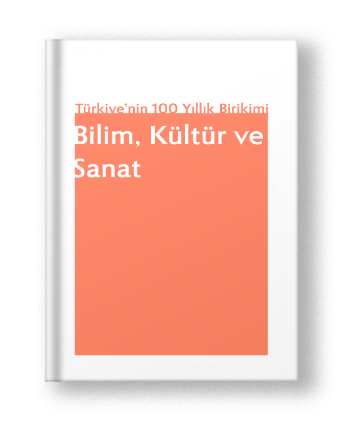 Türkiye'nin 100 Yıllık Birikimi
Bilim, Kültür ve
Sanat